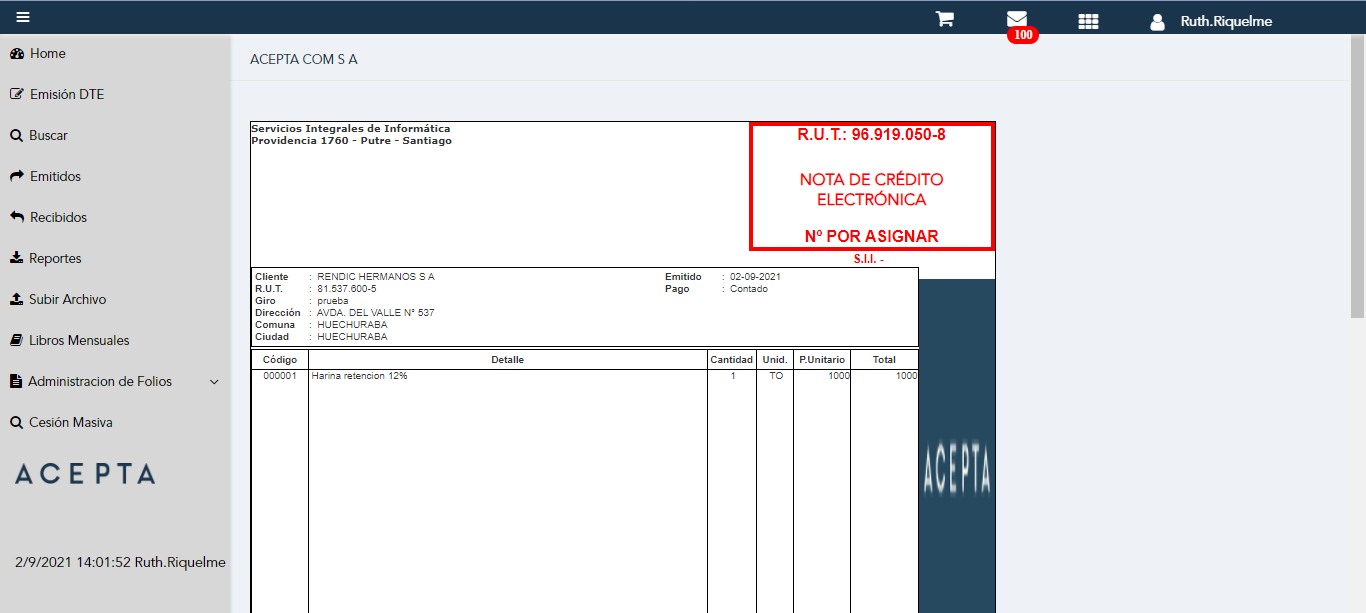 Ruth.Riquelme
100
Home
Emisión DTE
Buscar
Emitidos
Recibidos
Reportes
Subir Archivo
Libros Mensuales
Administracion de Folios
Cesión Masiva
ACEPTA
2/9/2021 14:01:52 Ruth.Riquelme
ACEPTA COM S A
Servicios Integrales de Informática
Providencia 1760 - Putre - Santiago
R.U.T.: 96.919.050-8
NOTA DE CRÉDITO
ELECTRÓNICA
Nº POR ASIGNAR
S.I.I. -
Cliente : RENDIC HERMANOS S A Emitido : 02-09-2021
R.U.T. : 81.537.600-5 Pago : Contado
Giro : prueba
Dirección : AVDA. DEL VALLE N° 537
Comuna : HUECHURABA
Ciudad : HUECHURABA
Código Detalle Cantidad Unid. P.Unitario Total
000001 Harina retencion 12% 1 TO 1000 1000
ACEPTA